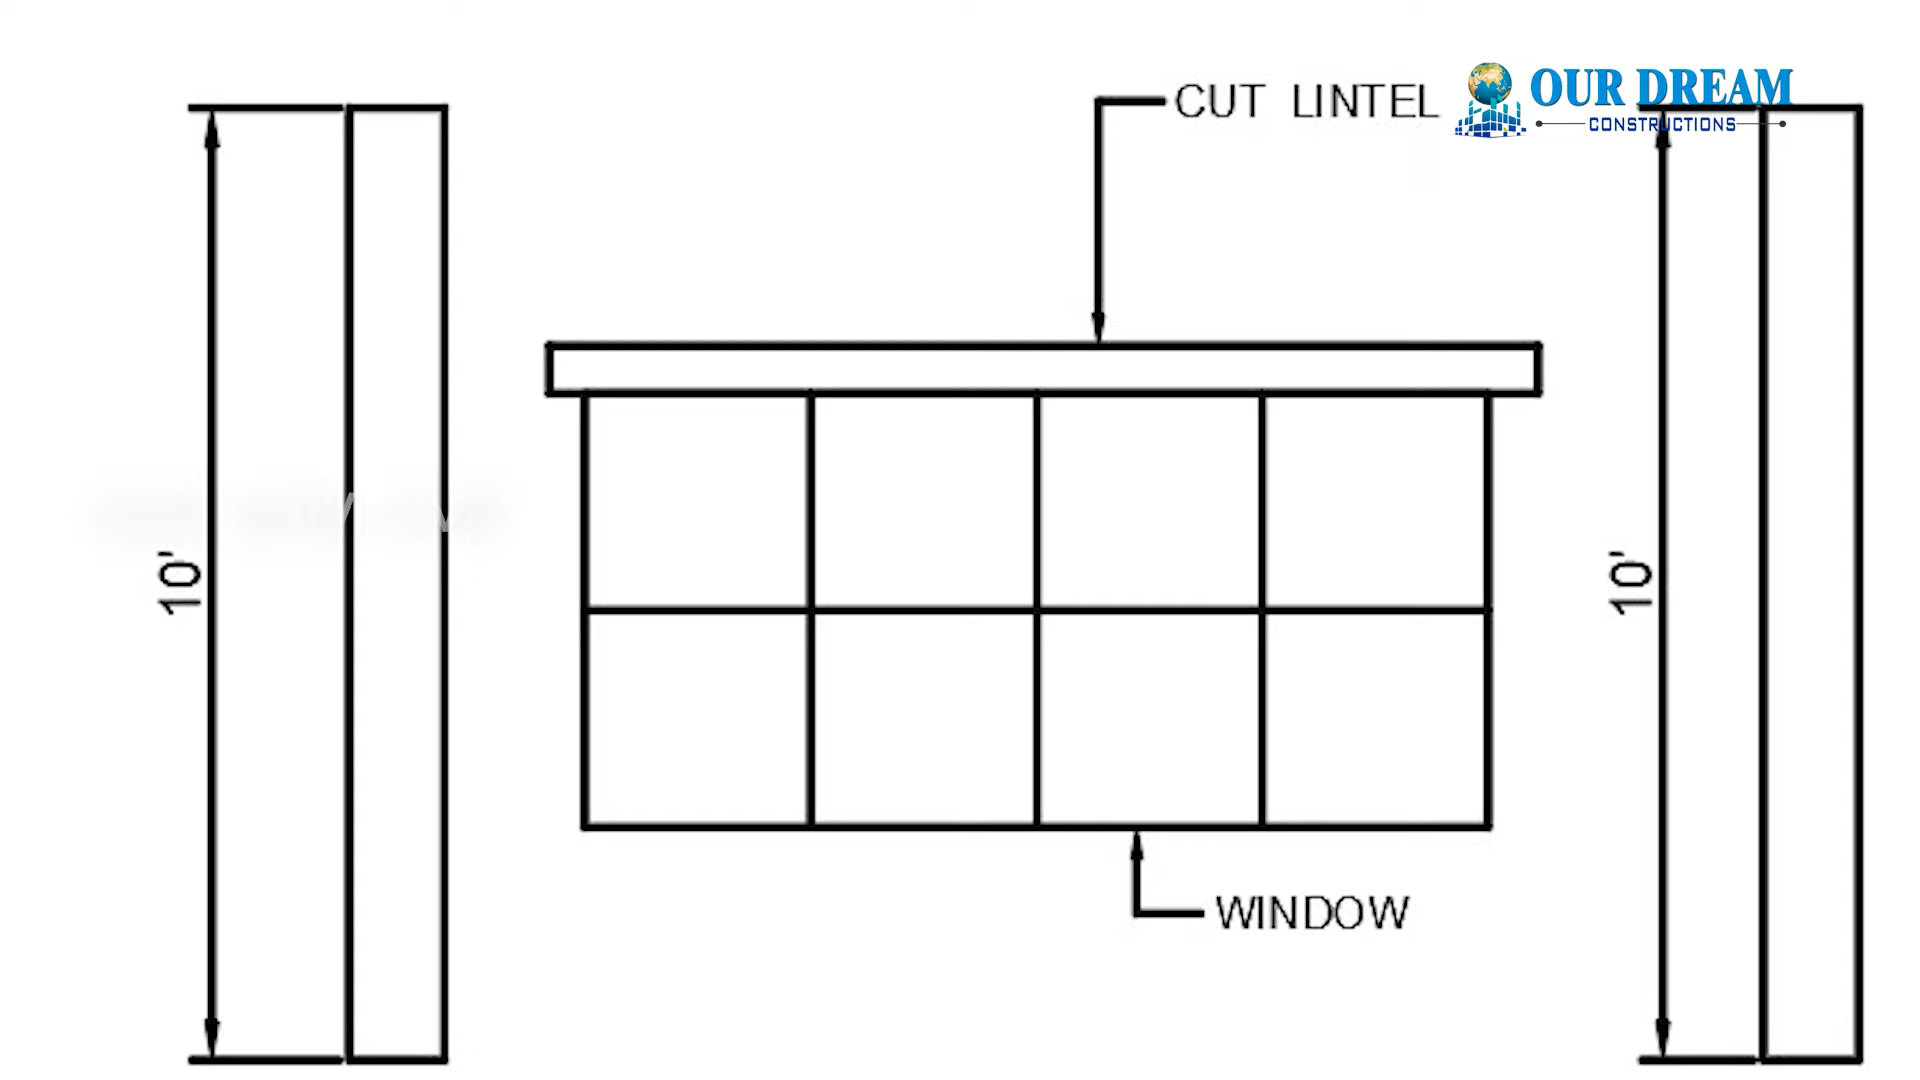 CUT LINTEL
OUR DREAM
CONSTRUCTIONS
10'
10'
WINDOW